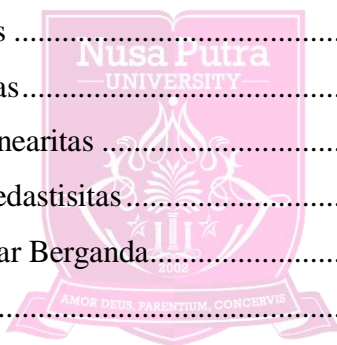 s ..........................................
Nusa Putra
UNIVERSITY
as..........................................
nearitas ..................................
edastisitas ..............................
ar Berganda............................
2002
AMOR DEUS, PARENTIUM, CONCERVIS
..............................................